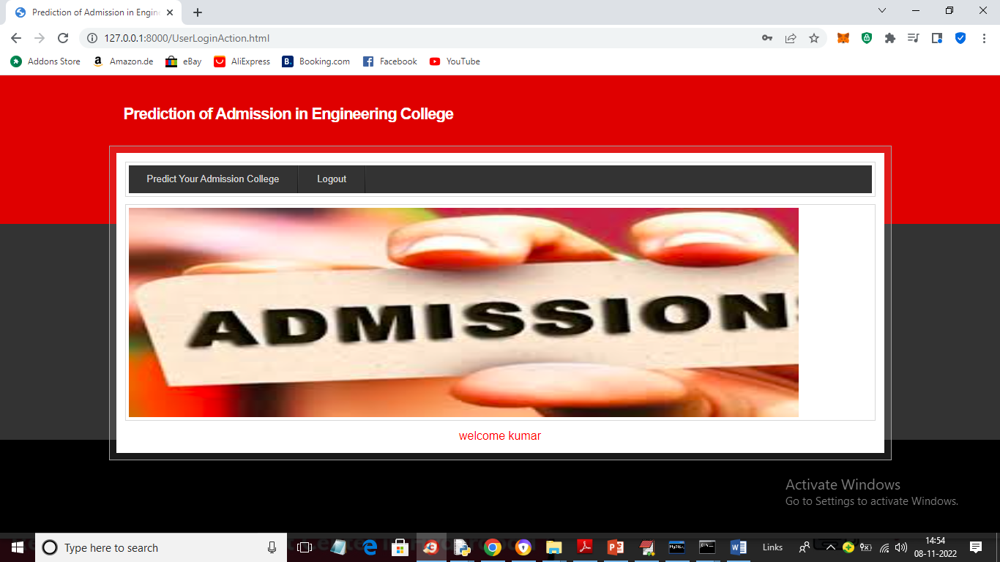 Prediction of Admission in Engine
127.0.0.1:8000/UserLoginAction.html
Addons Store Amazon.de eBay AliExpress Booking.com Facebook YouTube
Prediction of Admission in Engineering College
Predict Your Admission College Logout
ADMISSION
welcome kumar
Activate Windows
Go to Settings to activate Windows.
Type here to search
Links
14:54
08-11-2022